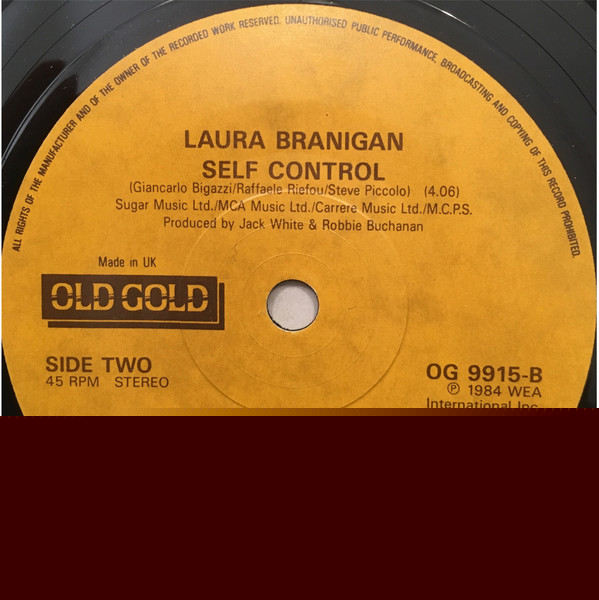 ALL RIGHTS OF THE MANUFACTURER AND OF THE OWNER OF THE RECORDED WORK RESERVED. UNAUTHORISED PUBLIC PERFORMANCE, BROADCASTING AND COPYING OF THIS RECORD PROHIBITED.
LAURA BRANIGAN
SELF CONTROL
(Giancarlo Bigazzi/Raffaele Riefou/Steve Piccolo) (4.06)
Sugar Music Ltd./MCA Music Ltd./Carrere Music Ltd./M.C.P.S.
Produced by Jack White & Robbie Buchanan
Made in UK
OLD GOLD
SIDE TWO
45 RPM STEREO
OG 9915-B
℗ 1984 WEA
International Inc.